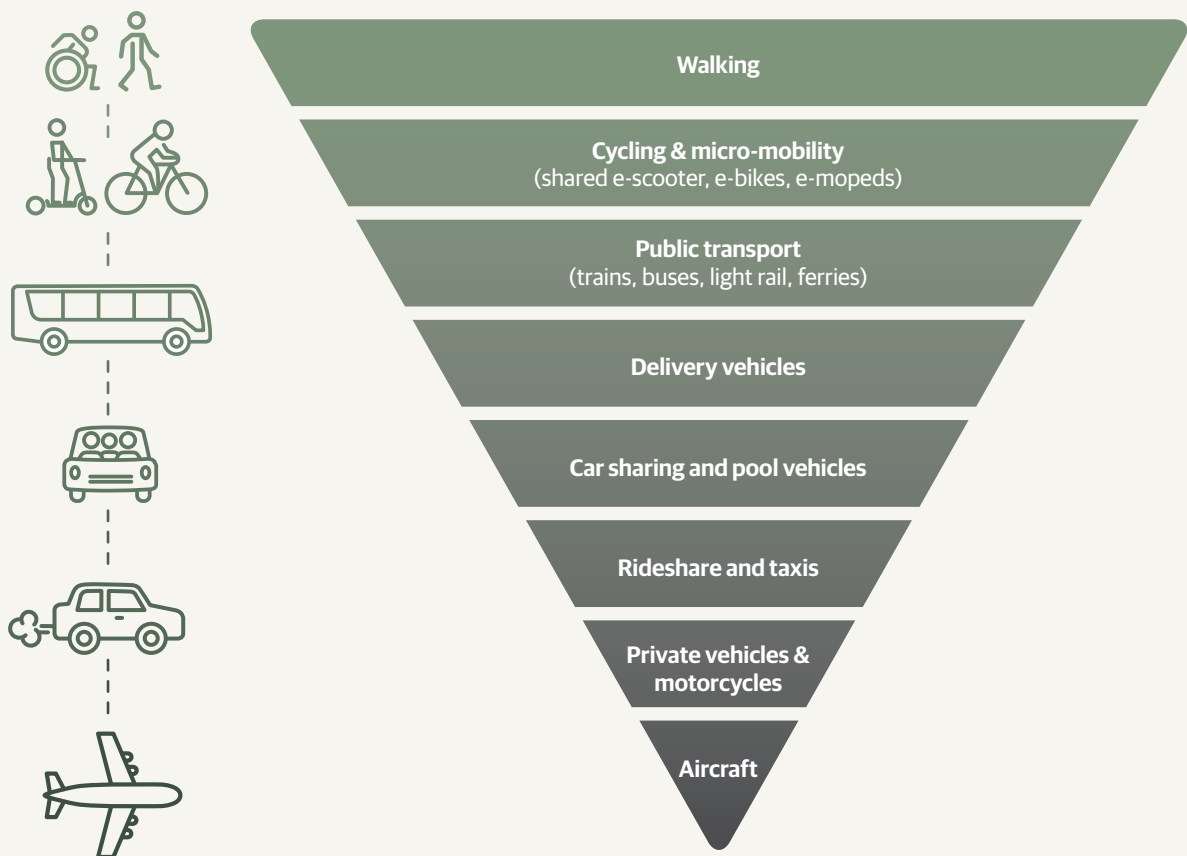 Walking
Cycling & micro-mobility
(shared e-scooter, e-bikes, e-mopeds)
Public transport
(trains, buses, light rail, ferries)
Delivery vehicles
Car sharing and pool vehicles
Rideshare and taxis
Private vehicles &
motorcycles
Aircraft